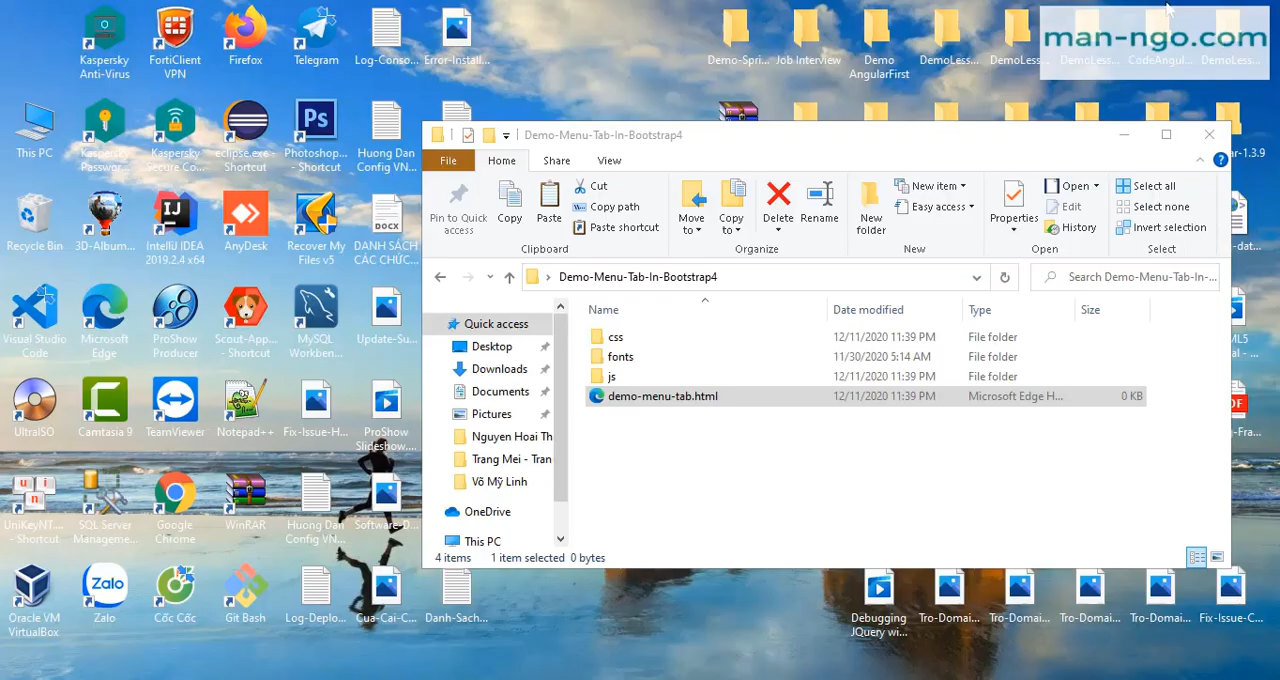 man-ngo.com
Kaspersky
Anti-Virus
FortiClient
VPN
Firefox
Telegram
Log-Conso...
Error-Install...
Demo-Spri...
Job Interview
Demo
AngularFirst
DemoLess...
DemoLess...
DemoLess...
CodeAngul...
DemoLess...
This PC
Kaspersky
Passwor...
Kaspersky
Secure Co...
eclipse.exe -
Shortcut
Ps
Photoshop...
- Shortcut
Huong Dan
Config VN...
Recycle Bin
3D-Album...
IntelliJ IDEA
2019.2.4 x64
AnyDesk
Recover My
Files v5
DOCX
DANH SÁCH
CÁC CHỨC...
Visual Studio
Code
Microsoft
Edge
ProShow
Producer
Scout-App...
- Shortcut
MySQL
Workben...
Update-Su...
UltraISO
Camtasia 9
TeamViewer
Notepad++
Fix-Issue-H...
ProShow
Slideshow...
UniKeyNT....
- Shortcut
SQL Server
Manageme...
Google
Chrome
WinRAR
Huong Dan
Config VN...
Software-D...
Oracle VM
VirtualBox
Zalo
Zalo
Cốc Cốc
Git Bash
Log-Deplo...
Cua-Cai-C...
Danh-Sach...
Demo-Menu-Tab-In-Bootstrap4
File
Home
Share
View
Pin to Quick
access
Copy
Paste
Cut
Copy path
Paste shortcut
Clipboard
Move
to
Copy
to
Delete
Rename
Organize
New
folder
New item
Easy access
New
Properties
Open
Edit
History
Open
Select all
Select none
Invert selection
Select
Demo-Menu-Tab-In-Bootstrap4
Search Demo-Menu-Tab-In-...
Name
Date modified
Type
Size
Quick access
Desktop
Downloads
Documents
Pictures
Nguyen Hoai Th
Trang Mei - Tran
Võ Mỹ Linh
OneDrive
This PC
css 12/11/2020 11:39 PM File folder
fonts 11/30/2020 5:14 AM File folder
js 12/11/2020 11:39 PM File folder
demo-menu-tab.html 12/11/2020 11:39 PM Microsoft Edge H... 0 KB
4 items
1 item selected
0 bytes
Debugging
JQuery wi...
Tro-Domai...
Tro-Domai...
Tro-Domai...
Tro-Domai...
Fix-Issue-C...